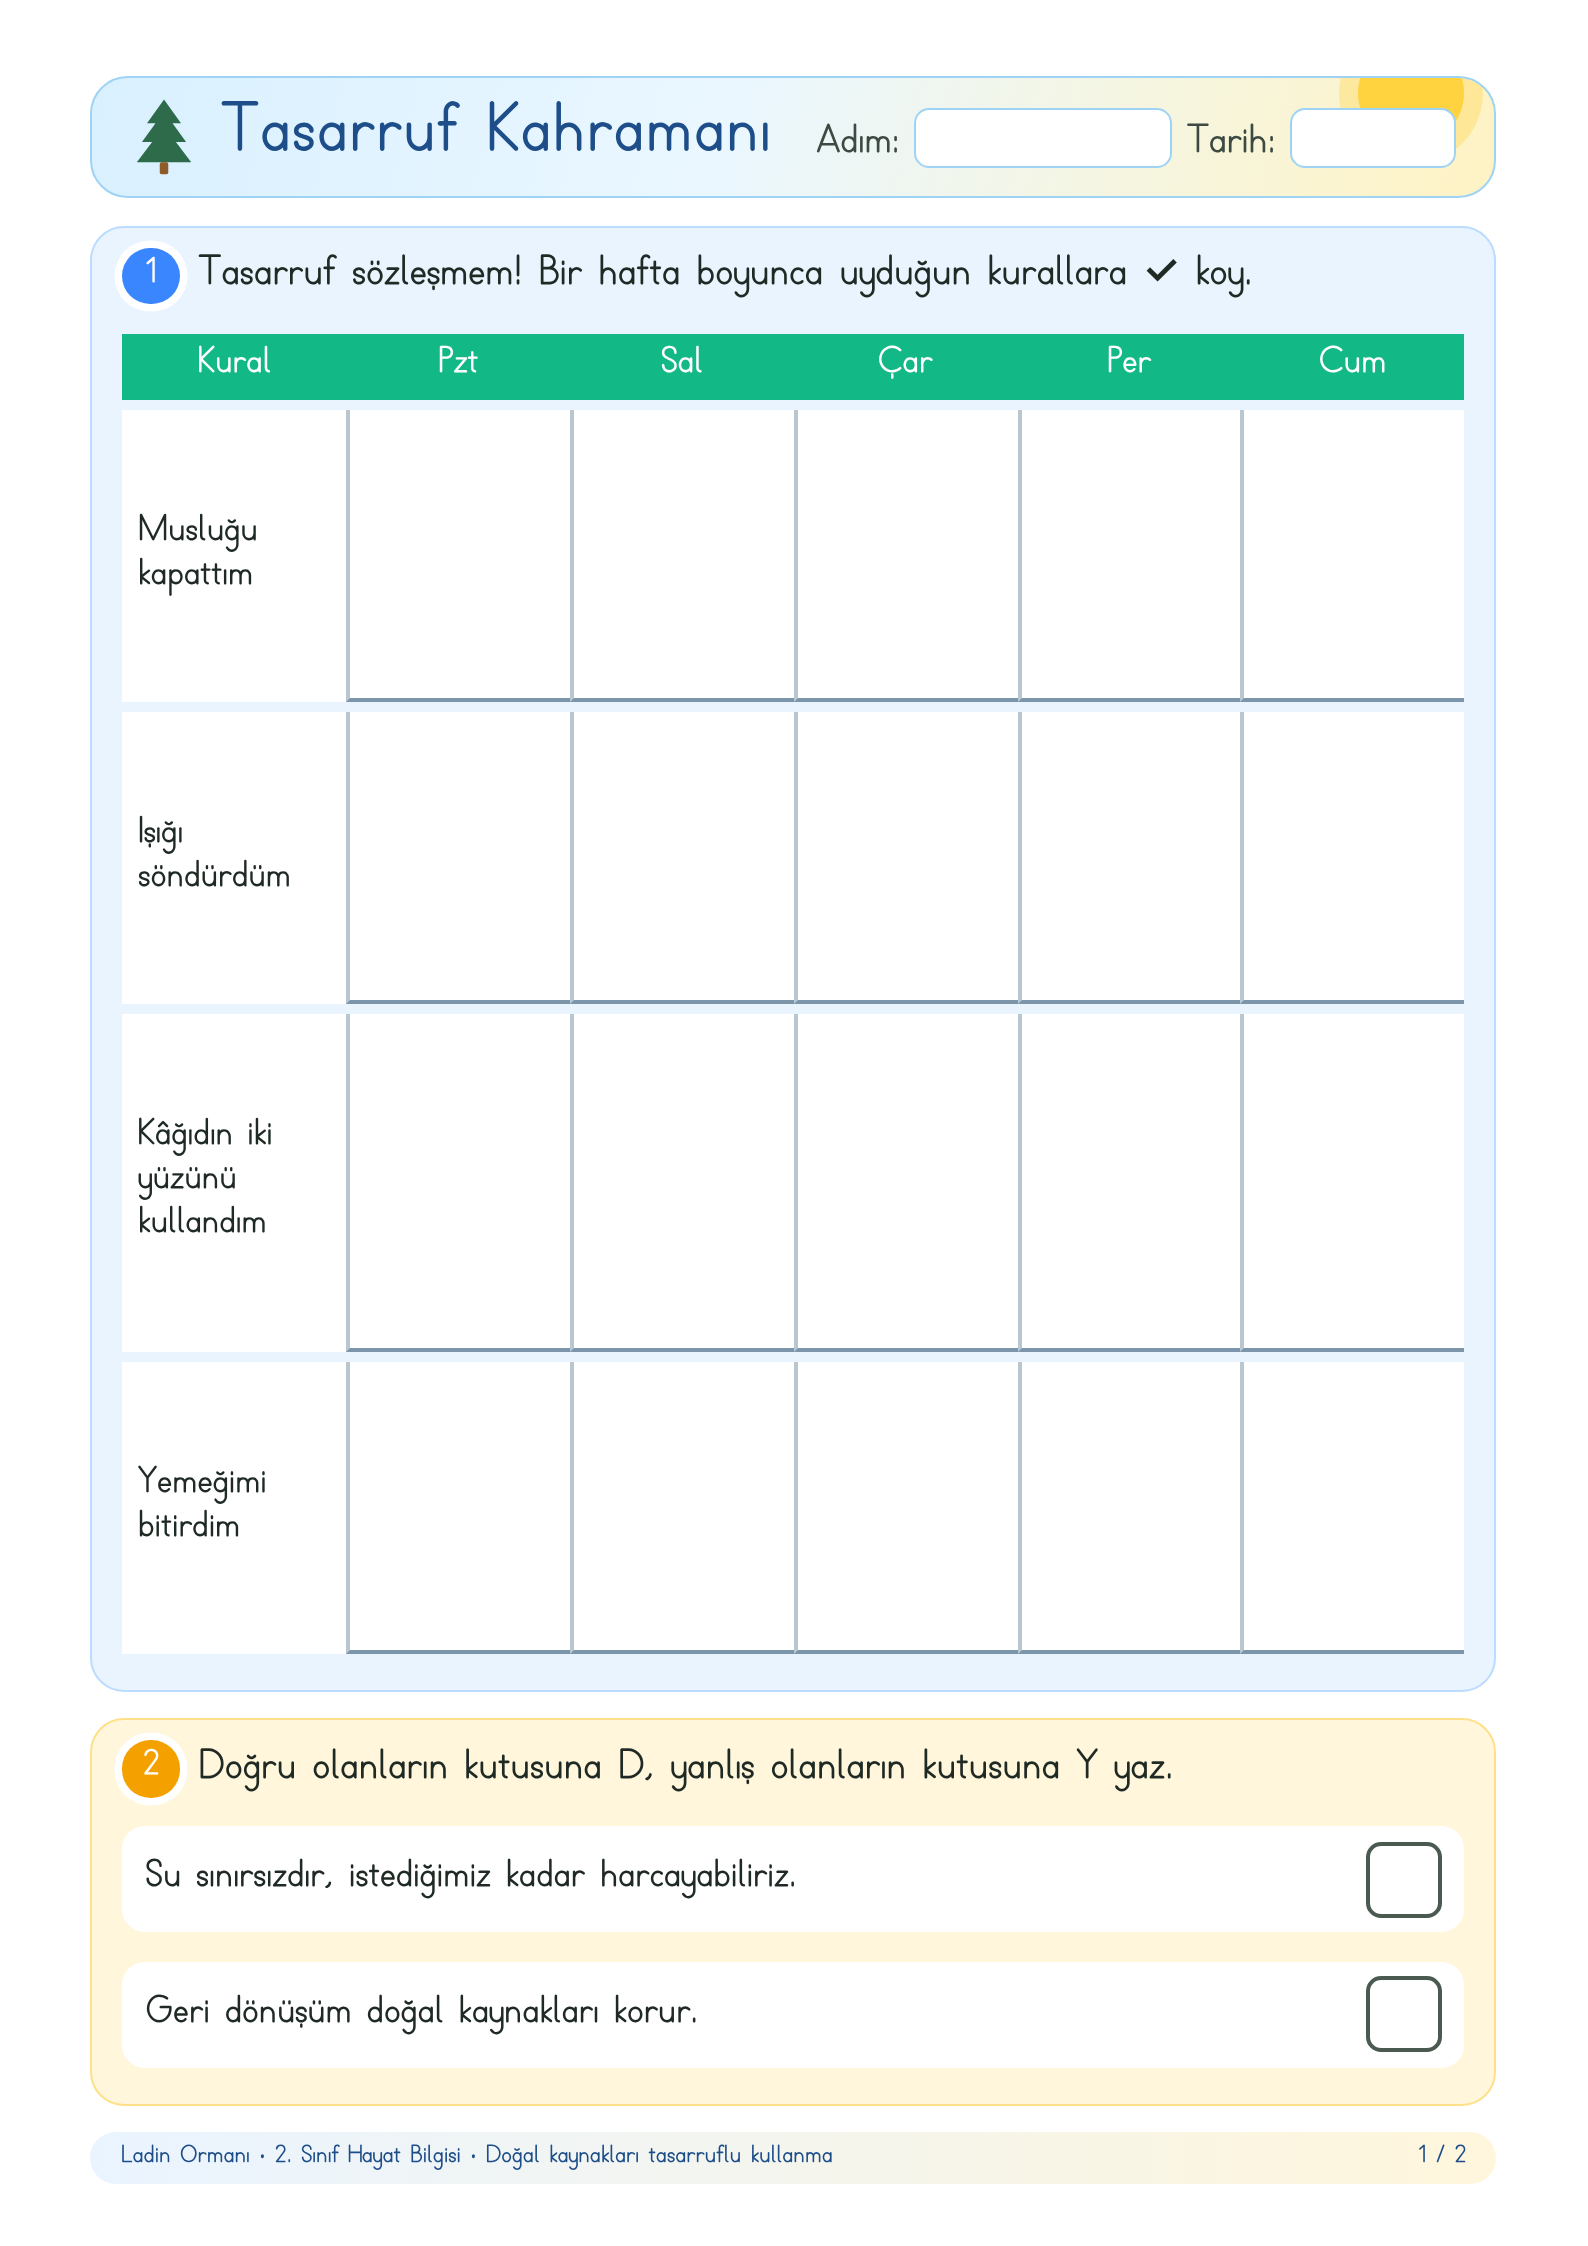 Tasarruf Kahramanı Adım: Tarih:
1 Tasarruf sözleşmem! Bir hafta boyunca uyduğun kurallara ✓ koy.
Kural Pzt Sal Çar Per Cum
Musluğu
kapattım
Işığı
söndürdüm
Kâğıdın iki
yüzünü
kullandım
Yemeğimi
bitirdim
2 Doğru olanların kutusuna D, yanlış olanların kutusuna Y yaz.
Su sınırsızdır, istediğimiz kadar harcayabiliriz.
Geri dönüşüm doğal kaynakları korur.
Ladin Ormanı • 2. Sınıf Hayat Bilgisi • Doğal kaynakları tasarruflu kullanma 1 / 2